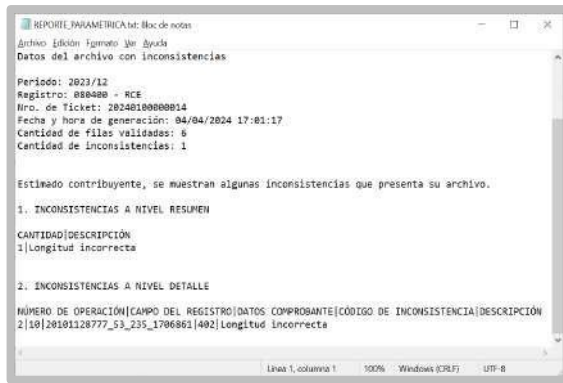 REPORTE_PARAMETRICA.txt: Bloc de notas
Archivo Edición Formato Ver Ayuda
Datos del archivo con inconsistencias
Periodo: 2023/12
Registro: 080400 - RCE
Nro. de Ticket: 20240100000014
Fecha y hora de generación: 04/04/2024 17:01:17
Cantidad de filas validadas: 6
Cantidad de inconsistencias: 1
Estimado contribuyente, se muestran algunas inconsistencias que presenta su archivo.
1. INCONSISTENCIAS A NIVEL RESUMEN
CANTIDAD|DESCRIPCIÓN
1|Longitud incorrecta
2. INCONSISTENCIAS A NIVEL DETALLE
NÚMERO DE OPERACIÓN|CAMPO DEL REGISTRO|DATOS COMPROBANTE|CÓDIGO DE INCONSISTENCIA|DESCRIPCIÓN
2|10|20101128777_53_235_1706861|402|Longitud incorrecta
Línea 1, columna 1 100% Windows (CRLF) UTF-8